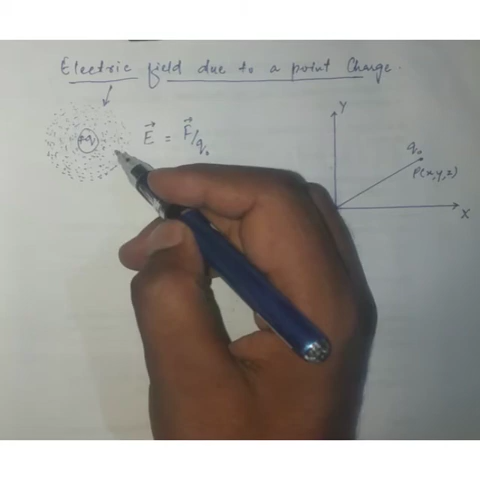 Electric field due to a point Charge.
+q
E⃗ = F⃗/q₀
Y
q₀
P(x,y,z)
X